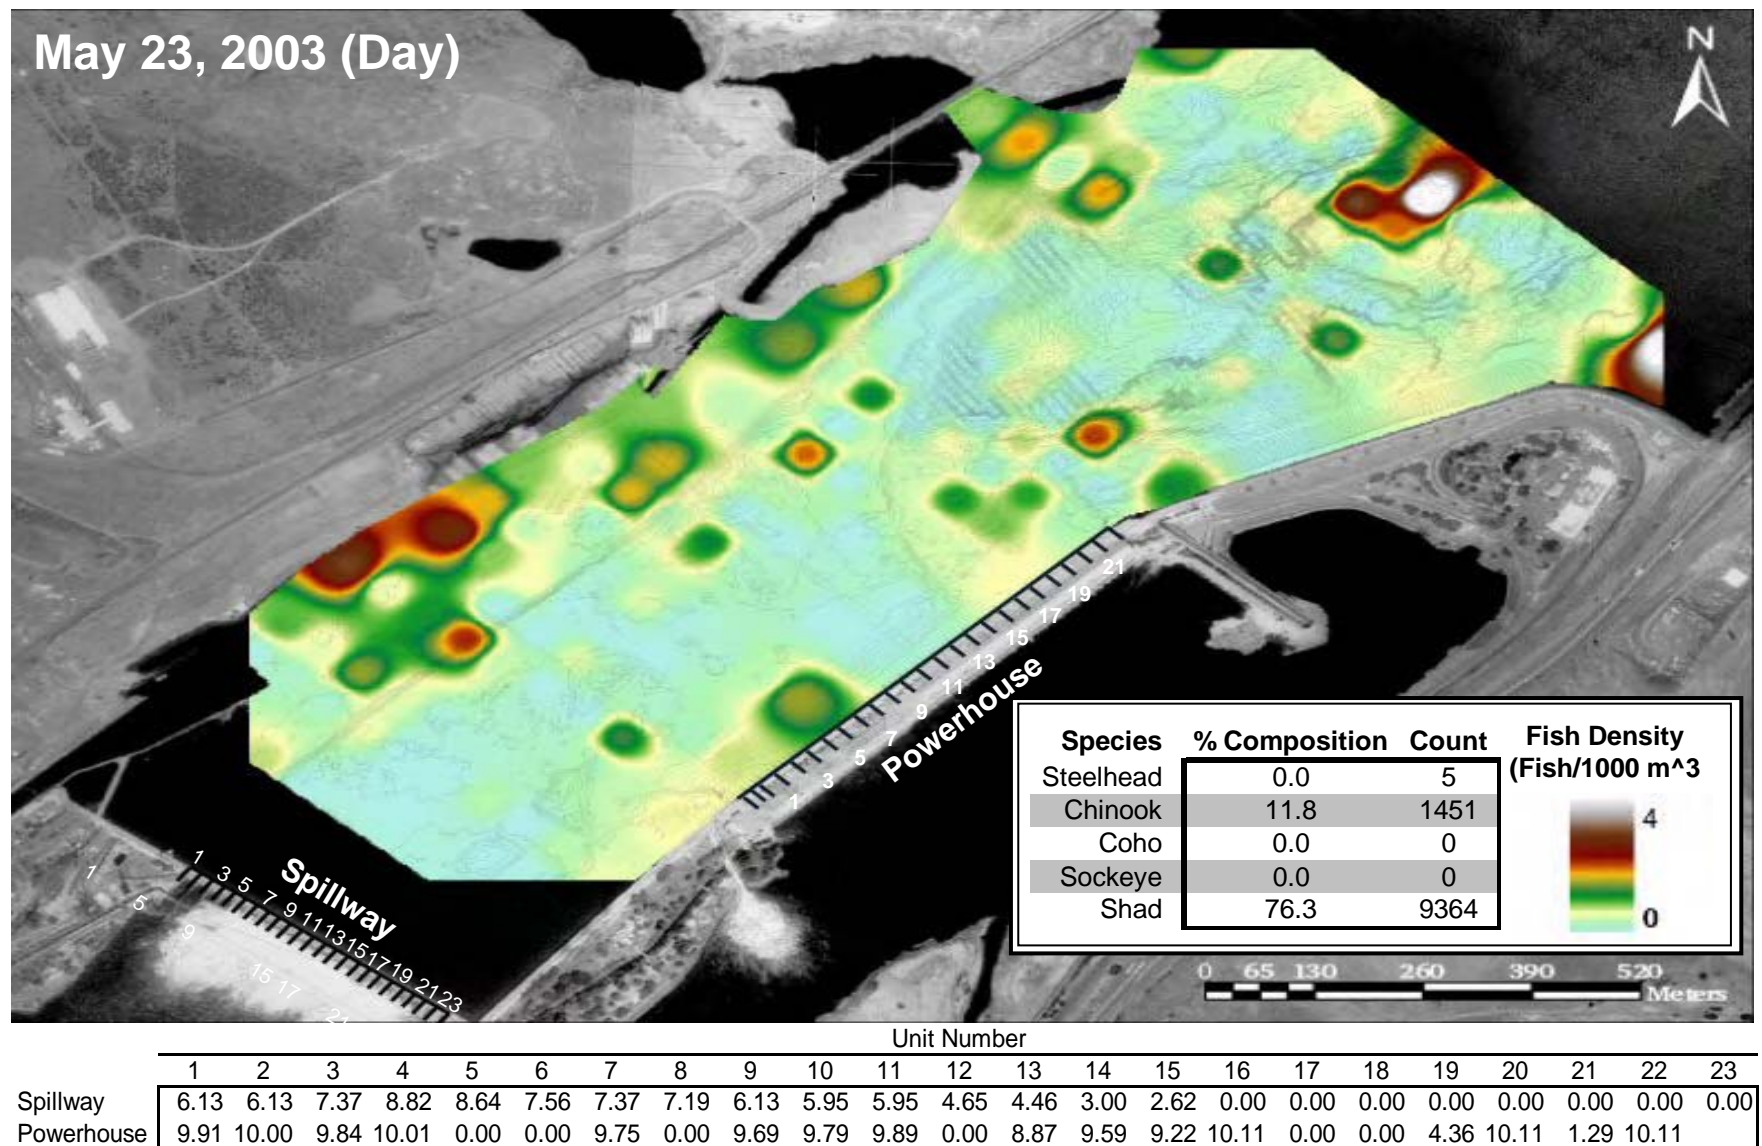 May 23, 2003 (Day)
N
21
19
17
15
13
11
9
7
5
3
1
Powerhouse
Spillway
1 3 5 7 9 11 13 15 17 19 21 23
1
5
9
15 17
21
Species % Composition Count
Steelhead 0.0 5
Chinook 11.8 1451
Coho 0.0 0
Sockeye 0.0 0
Shad 76.3 9364
Fish Density
(Fish/1000 m^3
4
0
0 65 130 260 390 520
Meters
Unit Number
1 2 3 4 5 6 7 8 9 10 11 12 13 14 15 16 17 18 19 20 21 22 23
Spillway 6.13 6.13 7.37 8.82 8.64 7.56 7.37 7.19 6.13 5.95 5.95 4.65 4.46 3.00 2.62 0.00 0.00 0.00 0.00 0.00 0.00 0.00 0.00
Powerhouse 9.91 10.00 9.84 10.01 0.00 0.00 9.75 0.00 9.69 9.79 9.89 0.00 8.87 9.59 9.22 10.11 0.00 0.00 4.36 10.11 1.29 10.11